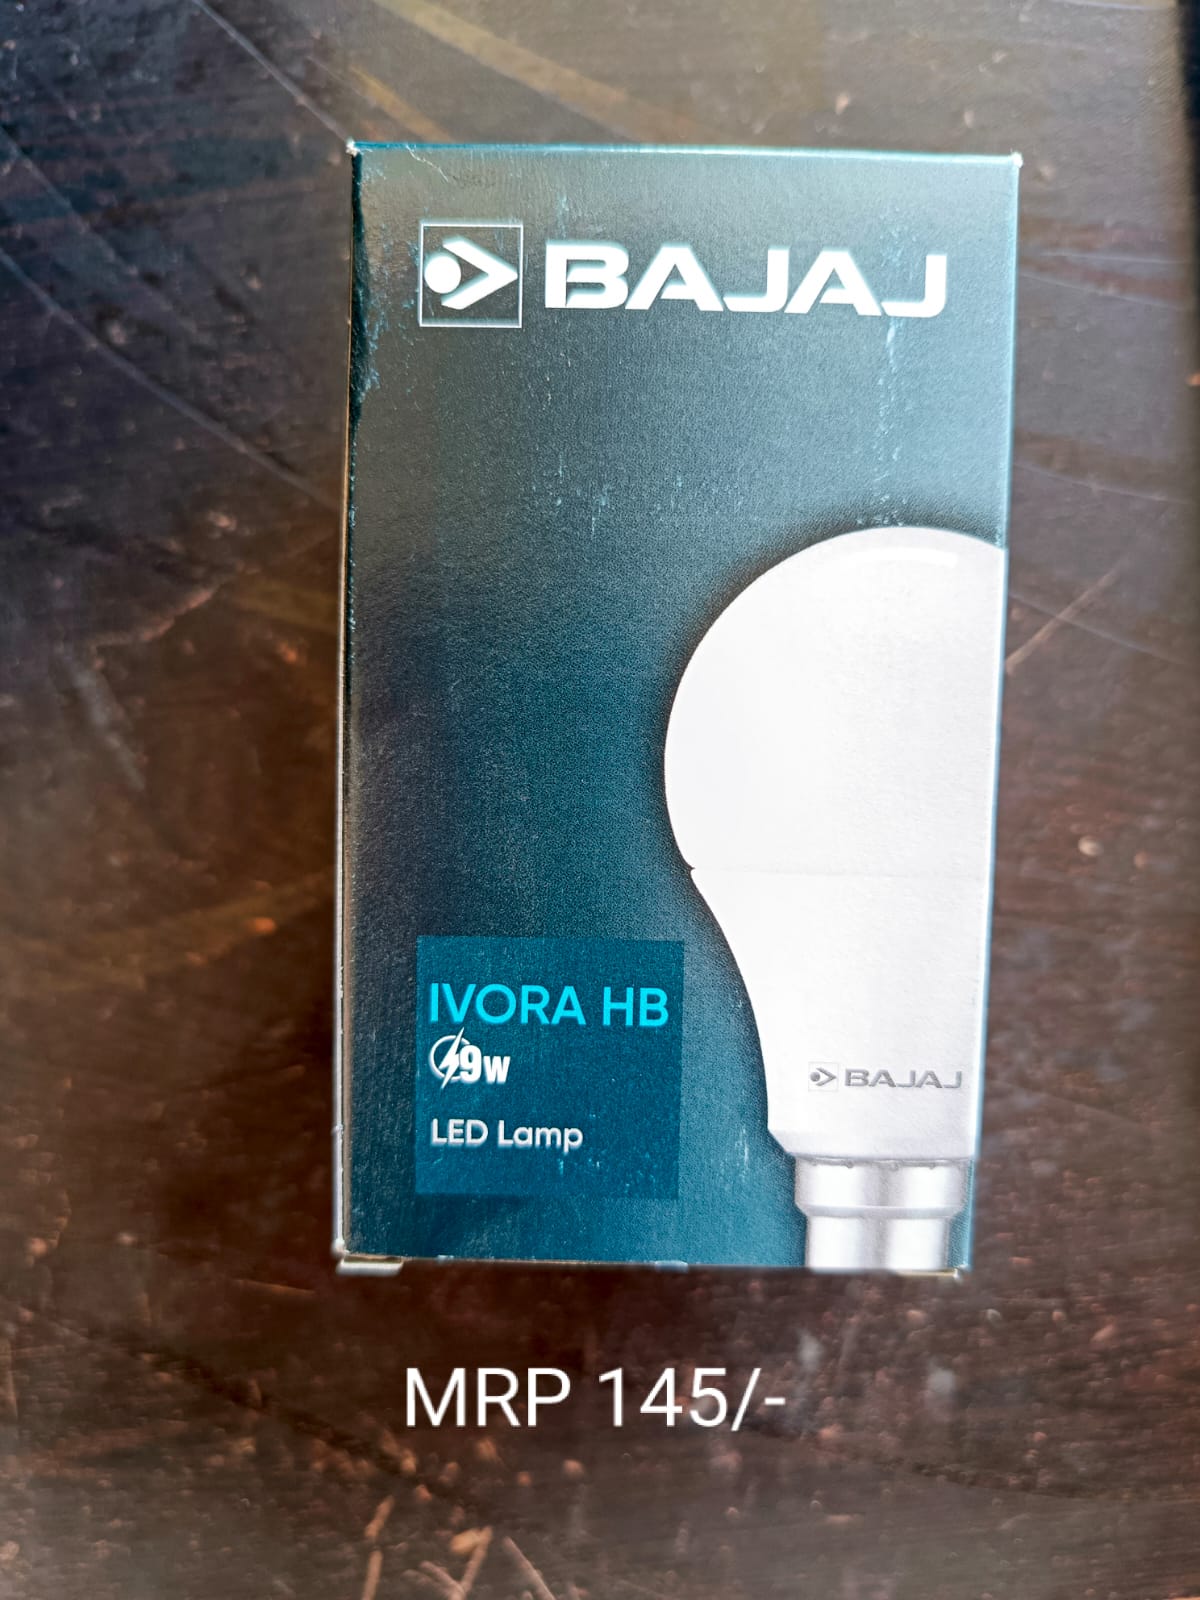 BAJAJ
IVORA HB
9w
LED Lamp
BAJAJ
MRP 145/-